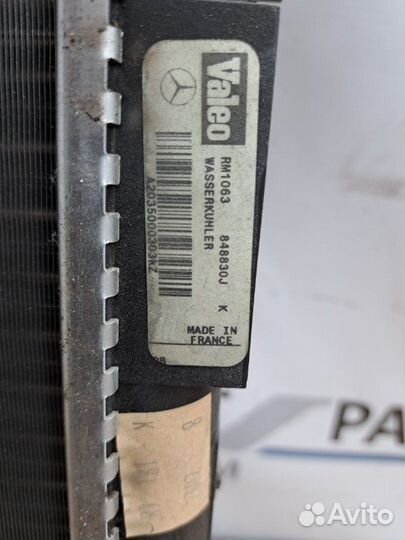 Valeo
RM1063 848830J K
WASSERKUHLER
A2035000303KZ
MADE IN
FRANCE
PA
Avito